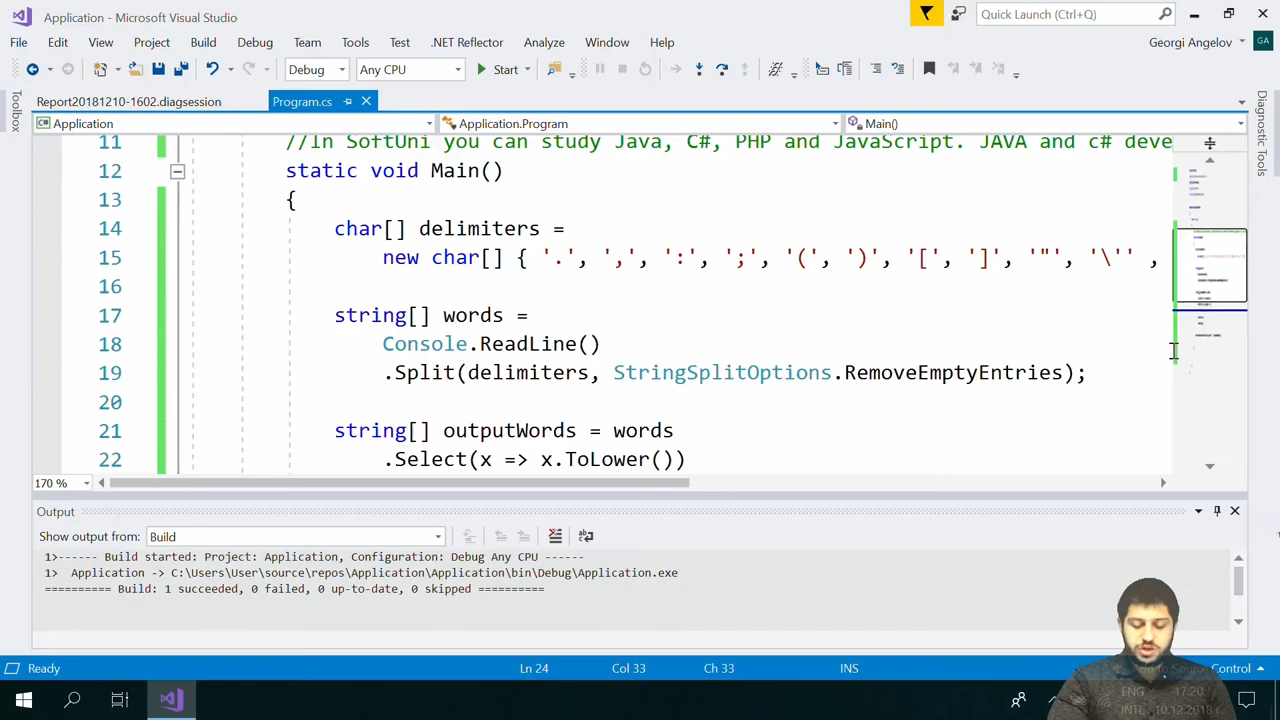 Application - Microsoft Visual Studio
Quick Launch (Ctrl+Q)
File Edit View Project Build Debug Team Tools Test .NET Reflector Analyze Window Help
Georgi Angelov GA
Debug Any CPU Start
Toolbox
Report20181210-1602.diagsession Program.cs
Diagnostic Tools
Application Application.Program Main()
11 //In SoftUni you can study Java, C#, PHP and JavaScript. JAVA and c# deve
12 static void Main()
13 {
14 char[] delimiters =
15 new char[] { '.', ',', ':', ';', '(', ')', '[', ']', '"', '\'' ,
16
17 string[] words =
18 Console.ReadLine()
19 .Split(delimiters, StringSplitOptions.RemoveEmptyEntries);
20
21 string[] outputWords = words
22 .Select(x => x.ToLower())
170 %
Output
Show output from: Build
1>------ Build started: Project: Application, Configuration: Debug Any CPU ------
1> Application -> C:\Users\User\source\repos\Application\Application\bin\Debug\Application.exe
========== Build: 1 succeeded, 0 failed, 0 up-to-date, 0 skipped ==========
Ready Ln 24 Col 33 Ch 33 INS Add to Source Control
ENG 17:20
INTL 10.12.2018